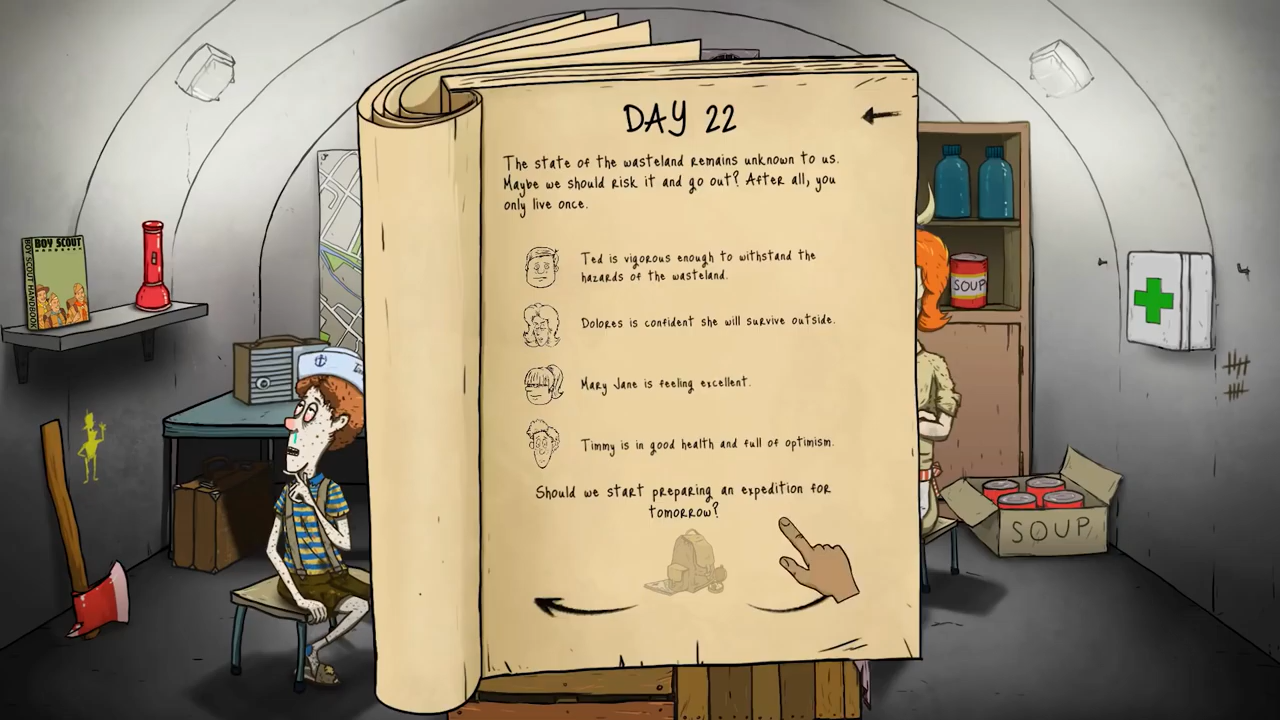 DAY 22
The state of the wasteland remains unknown to us.
Maybe we should risk it and go out? After all, you
only live once.
Ted is vigorous enough to withstand the
hazards of the wasteland.
Dolores is confident she will survive outside.
Mary Jane is feeling excellent.
Timmy is in good health and full of optimism.
Should we start preparing an expedition for
tomorrow?
BOY SCOUT
BOY SCOUT HANDBOOK
SOUP
SOUP